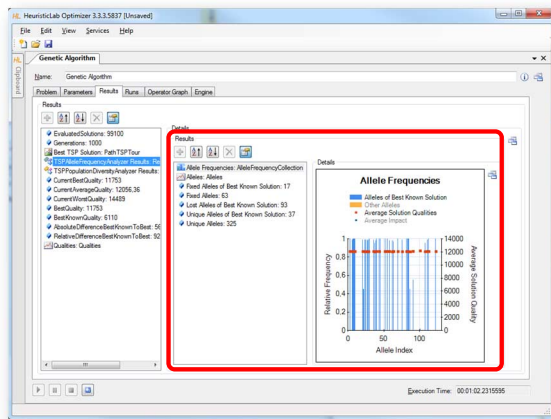 HeuristicLab Optimizer 3.3.3.5837 [Unsaved]
File Edit View Services Help
Genetic Algorithm
Clipboard
Name: Genetic Algorithm
Problem Parameters Results Runs Operator Graph Engine
Results
EvaluatedSolutions: 99100
Generations: 1000
Best TSP Solution: PathTSPTour
TSPAlleleFrequencyAnalyzer Results: Re
TSPPopulationDiversityAnalyzer Results:
CurrentBestQuality: 11753
CurrentAverageQuality: 12056,36
CurrentWorstQuality: 14489
BestQuality: 11753
BestKnownQuality: 6110
AbsoluteDifferenceBestKnownToBest: 56
RelativeDifferenceBestKnownToBest: 92
Qualities: Qualities
Details
Results
Allele Frequencies: AlleleFrequencyCollection
Alleles: Alleles
Fixed Alleles of Best Known Solution: 17
Fixed Alleles: 63
Lost Alleles of Best Known Solution: 93
Unique Alleles of Best Known Solution: 37
Unique Alleles: 325
Details
Allele Frequencies
Alleles of Best Known Solution
Other Alleles
Average Solution Qualities
Average Impact
Relative Frequency
1
0,8
0,6
0,4
0,2
0
14000
12000
10000
8000
6000
4000
2000
0
Average Solution Quality
0 50 100
Allele Index
Execution Time: 00:01:02.2315595